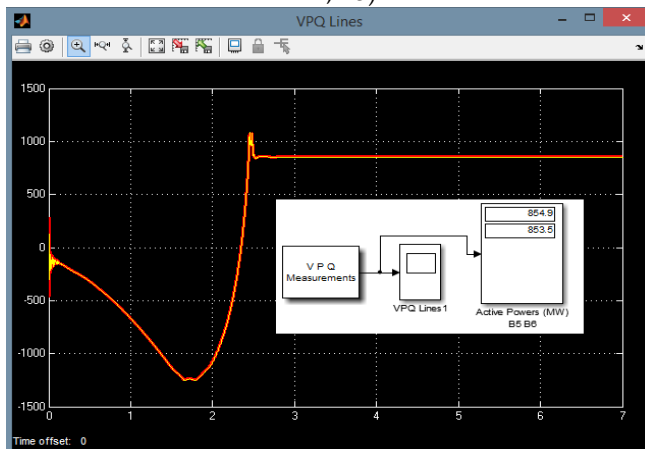 VPQ Lines
1500
1000
500
0
-500
-1000
-1500
0 1 2 3 4 5 6 7
V P Q
Measurements
VPQ Lines1
854.9
853.5
Active Powers (MW)
B5 B6
Time offset: 0